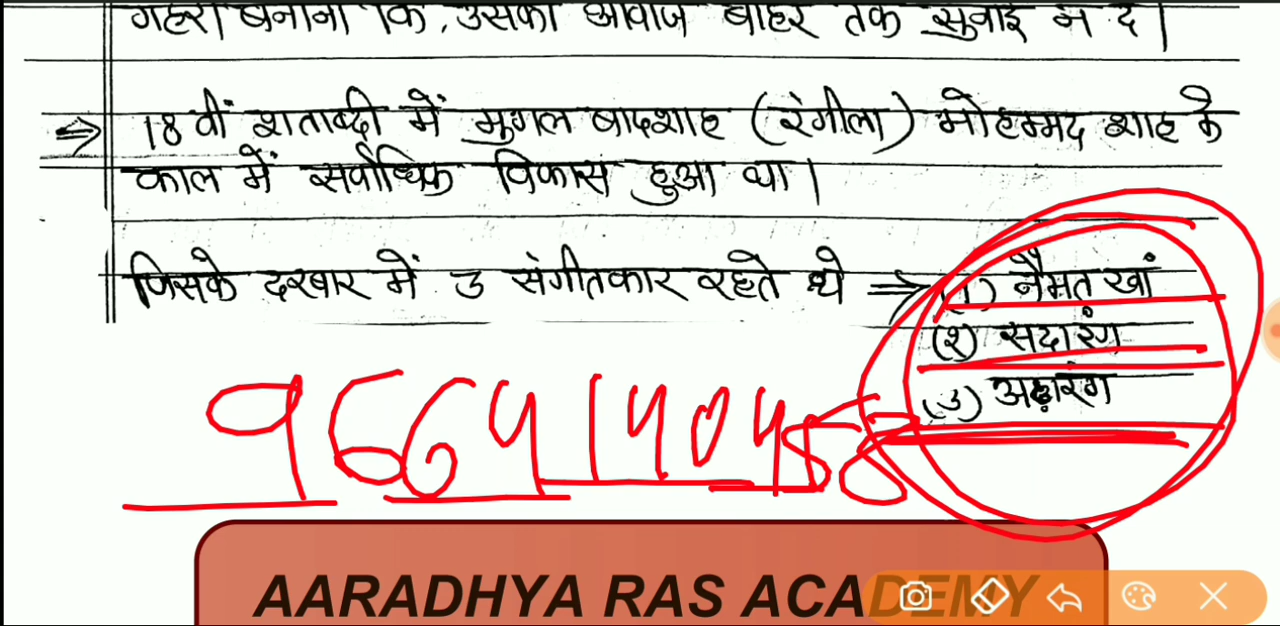 गहरा बनाना कि, उसकी आवाज बाहर तक सुनाई न दे।
⇒ 18 वीं शताब्दी में मुगल बादशाह (रंगीला) मोहम्मद शाह के
काल में सर्वाधिक विकास हुआ था।
जिसके दरबार में 3 संगीतकार रहते थे ⇒ (1) नैमत खां
(2) सदारंग
(3) अदारंग
9664140458
AARADHYA RAS ACADEMY